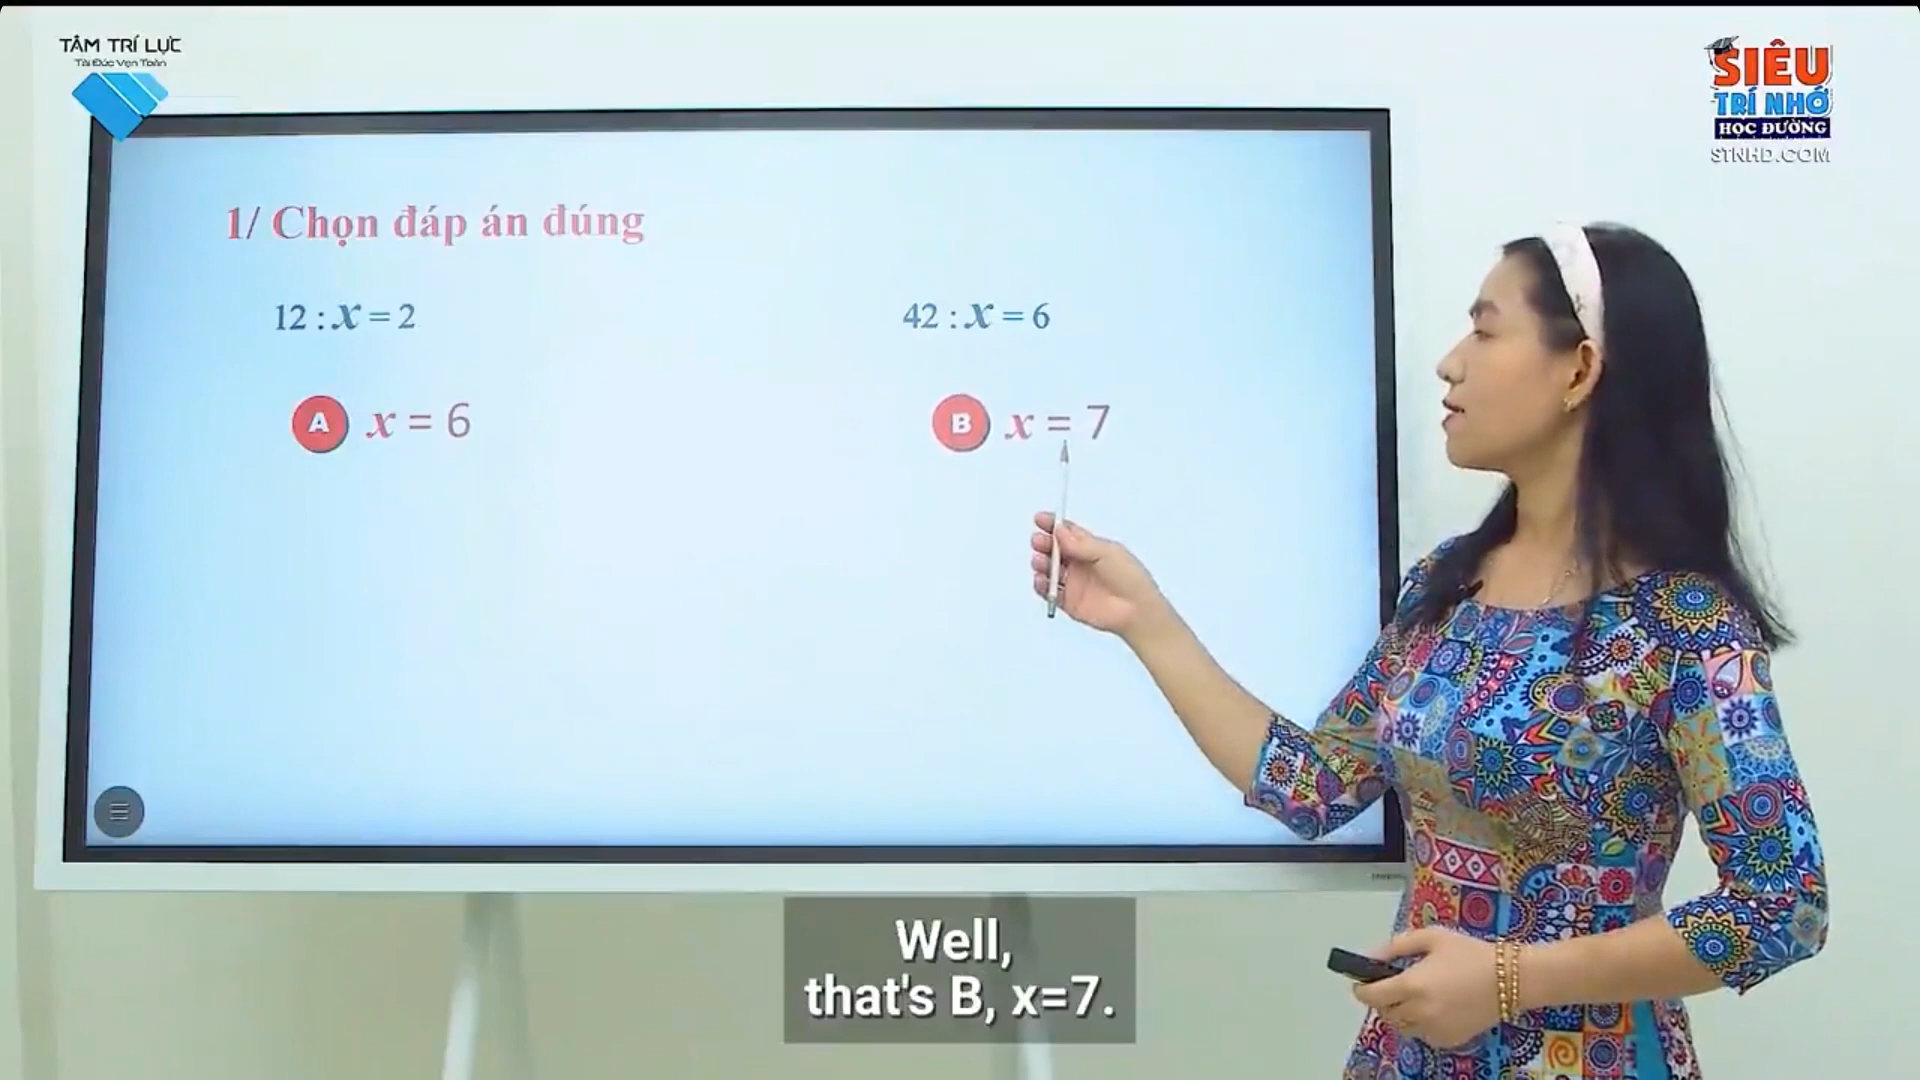 TÂM TRÍ LỰC
Tài Đức Vẹn Toàn
SIÊU
TRÍ NHỚ
HỌC ĐƯỜNG
STNHD.COM
1/ Chọn đáp án đúng
12 : x = 2
42 : x = 6
A x = 6
B x = 7
Well,
that's B, x=7.